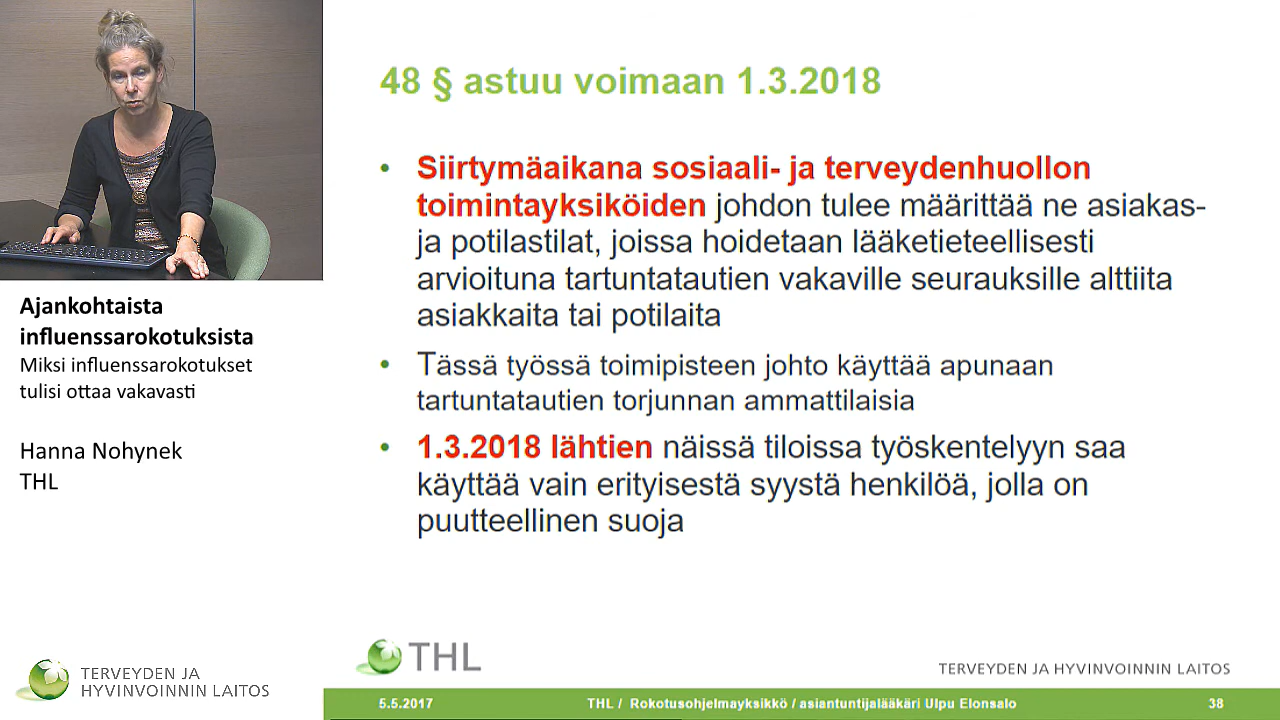 48 § astuu voimaan 1.3.2018
• Siirtymäaikana sosiaali- ja terveydenhuollon
toimintayksiköiden johdon tulee määrittää ne asiakas-
ja potilastilat, joissa hoidetaan lääketieteellisesti
arvioituna tartuntatautien vakaville seurauksille alttiita
asiakkaita tai potilaita
• Tässä työssä toimipisteen johto käyttää apunaan
tartuntatautien torjunnan ammattilaisia
• 1.3.2018 lähtien näissä tiloissa työskentelyyn saa
käyttää vain erityisestä syystä henkilöä, jolla on
puutteellinen suoja
Ajankohtaista
influenssarokotuksista
Miksi influenssarokotukset
tulisi ottaa vakavasti
Hanna Nohynek
THL
TERVEYDEN JA
HYVINVOINNIN LAITOS
THL
TERVEYDEN JA HYVINVOINNIN LAITOS
5.5.2017
THL / Rokotusohjelmayksikkö / asiantuntijalääkäri Ulpu Elonsalo
38